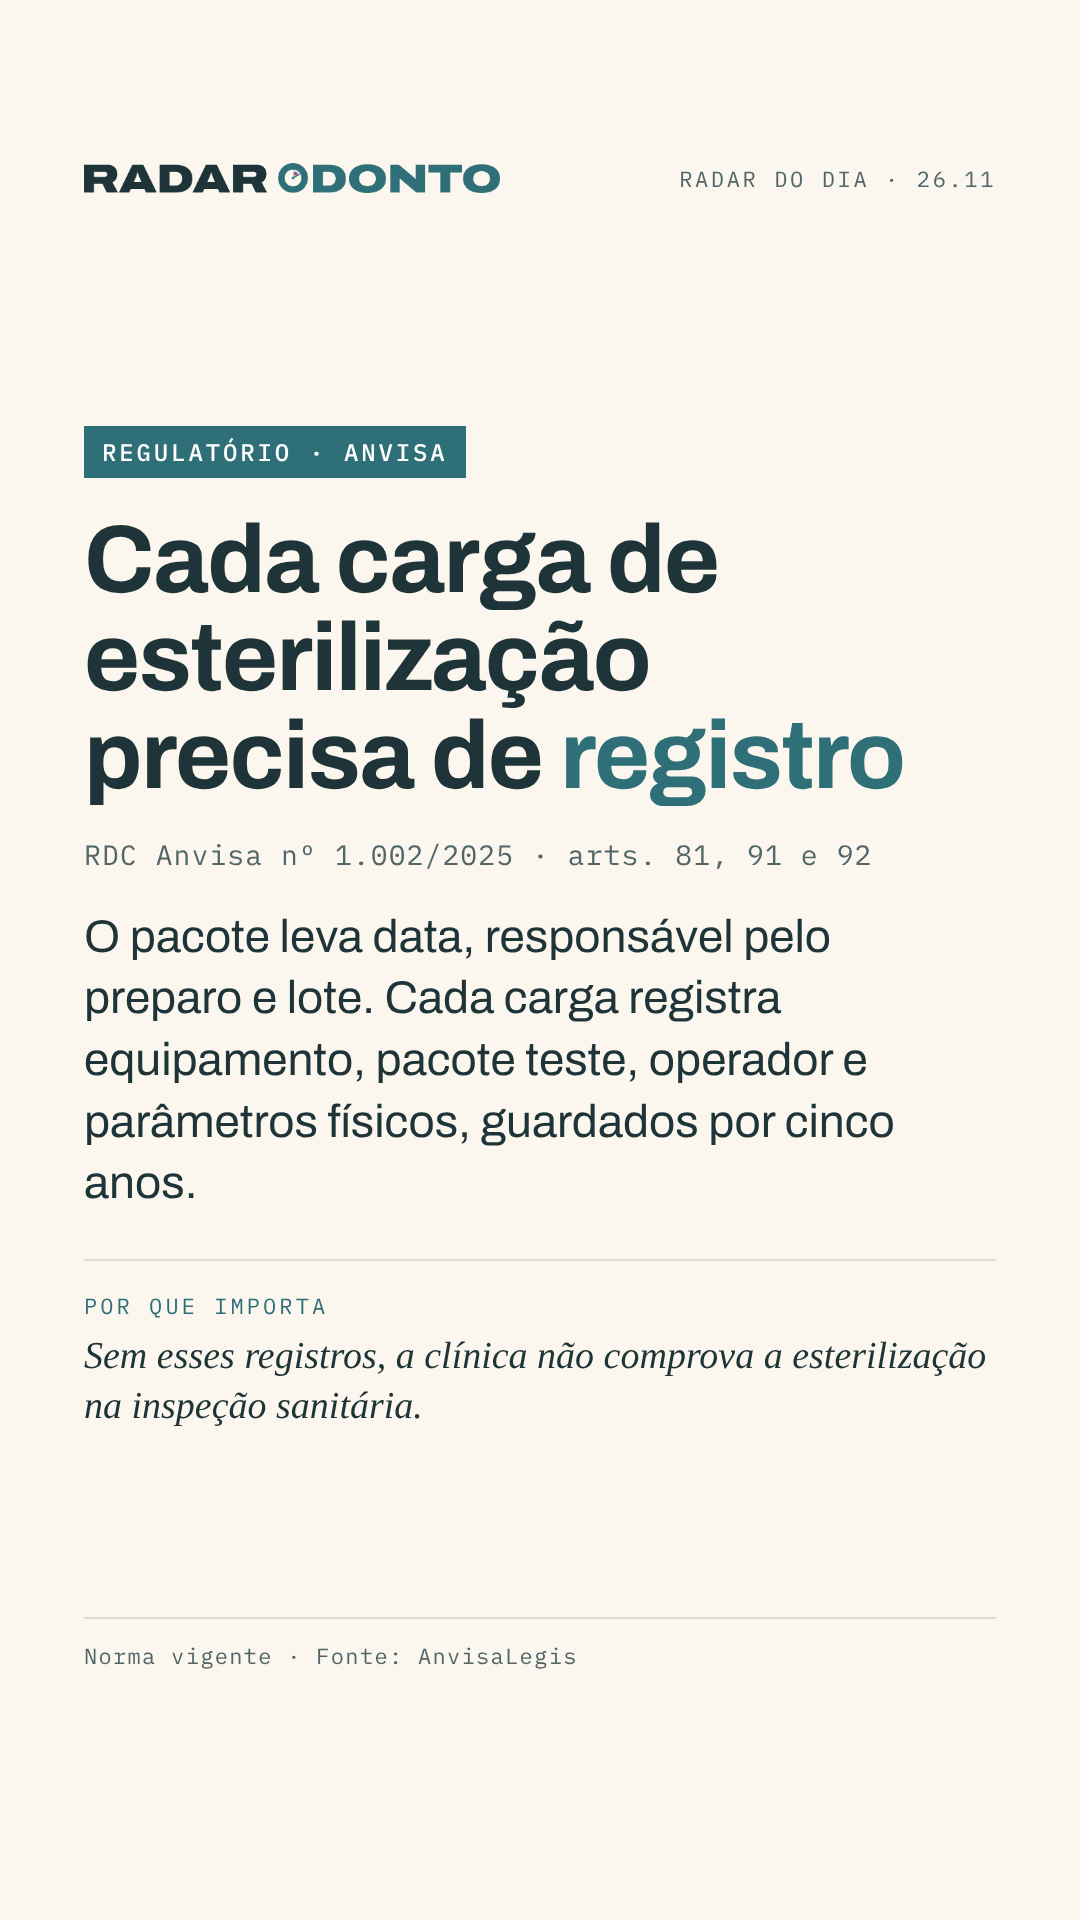 RADAR ODONTO
RADAR DO DIA · 26.11
REGULATÓRIO · ANVISA
Cada carga de
esterilização
precisa de registro
RDC Anvisa nº 1.002/2025 · arts. 81, 91 e 92
O pacote leva data, responsável pelo
preparo e lote. Cada carga registra
equipamento, pacote teste, operador e
parâmetros físicos, guardados por cinco
anos.
POR QUE IMPORTA
Sem esses registros, a clínica não comprova a esterilização
na inspeção sanitária.
Norma vigente · Fonte: AnvisaLegis